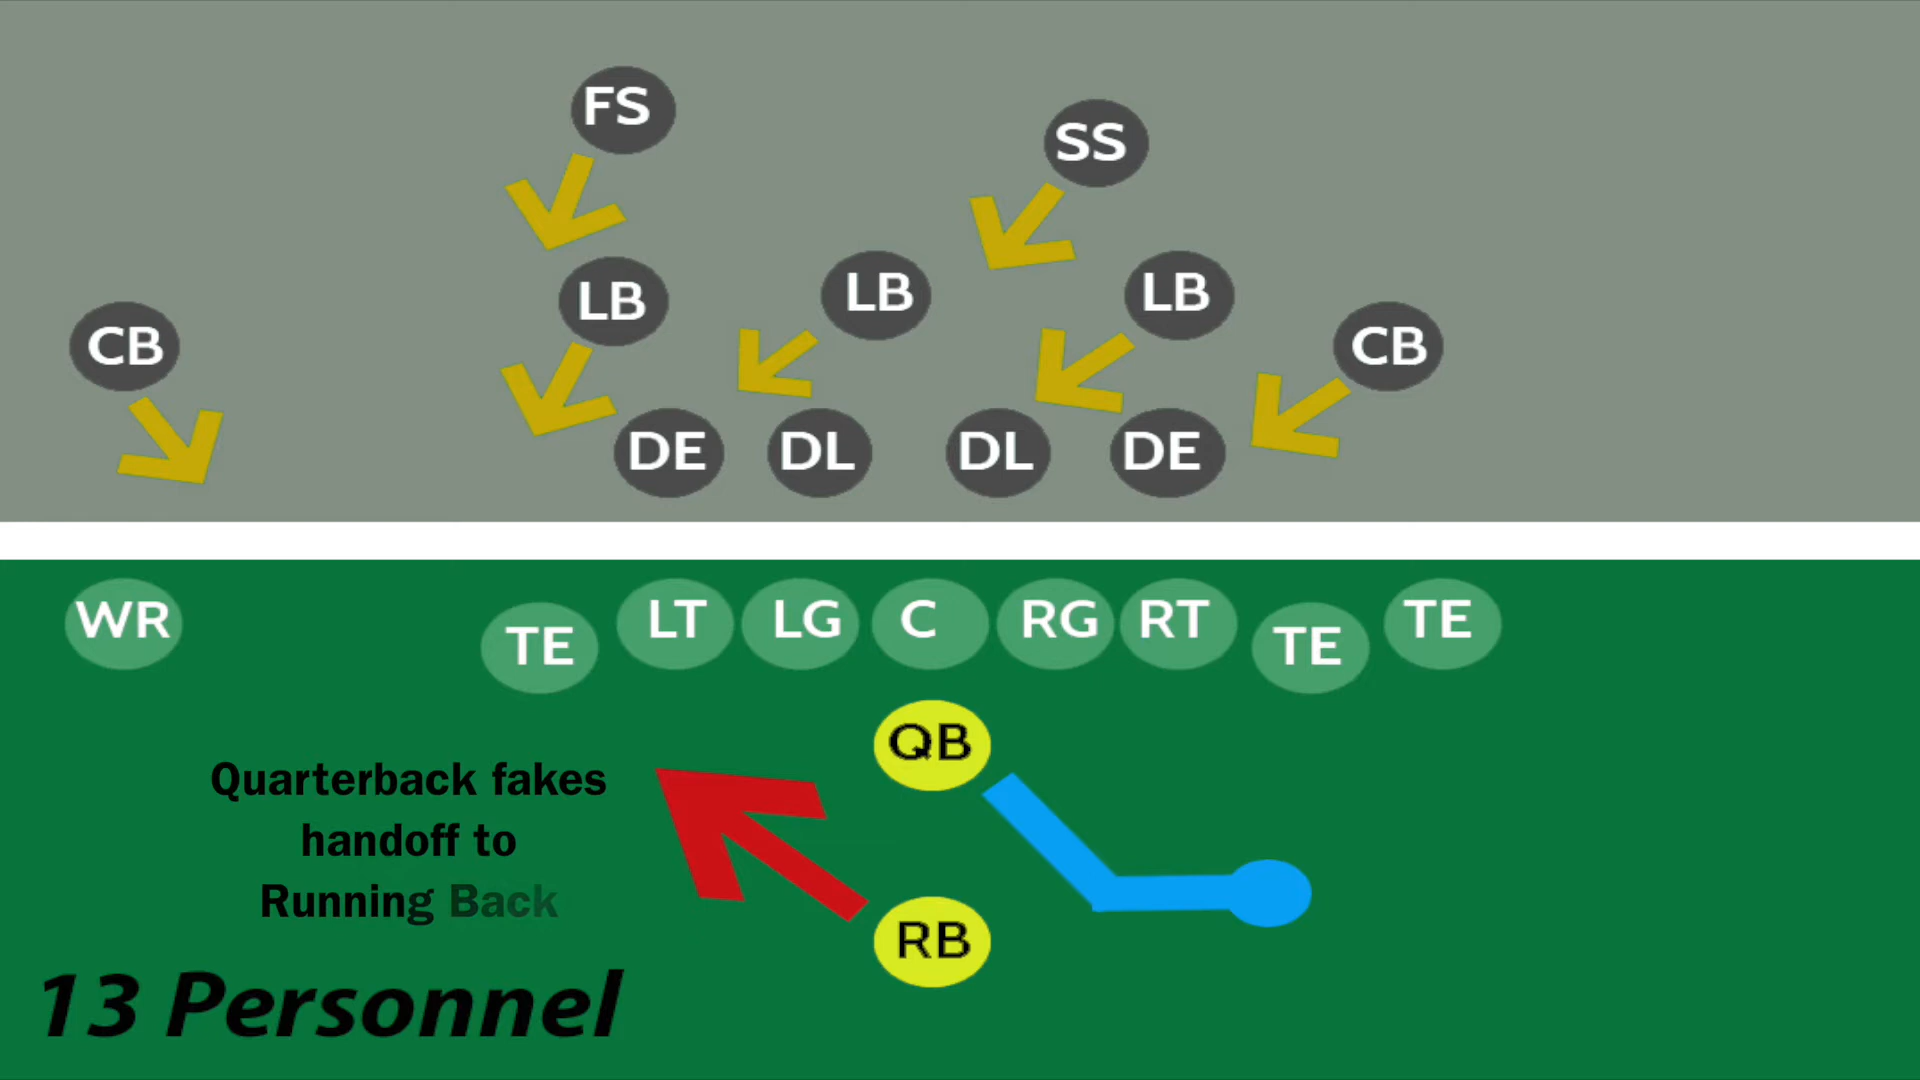 FS
SS
LB LB LB
CB CB
DE DL DL DE
WR TE LT LG C RG RT TE TE
QB
Quarterback fakes
handoff to
Running Back
RB
13 Personnel